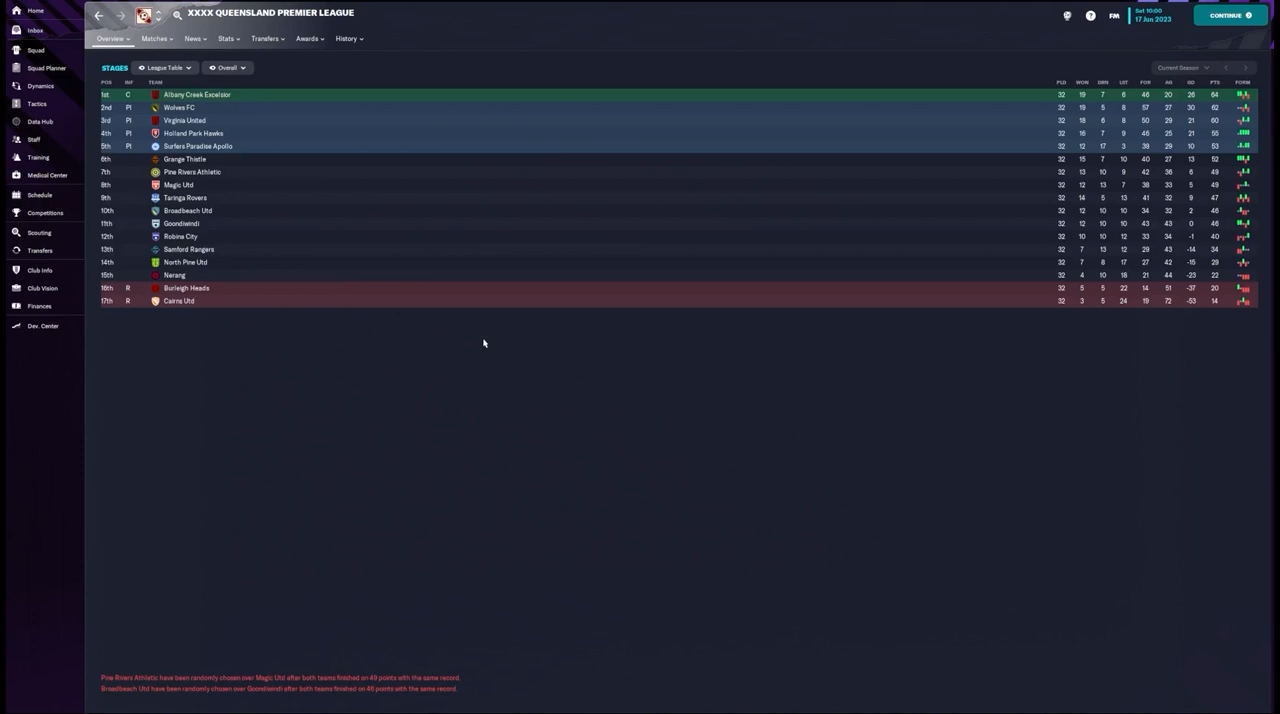 Home
XXXX QUEENSLAND PREMIER LEAGUE
FM
Sat 10:00
17 Jun 2023
CONTINUE
Inbox
Overview Matches News Stats Transfers Awards History
Squad
Squad Planner
STAGES League Table Overall Current Season
Dynamics
POS INF TEAM PLD WON DRN LST FOR AG GD PTS FORM
1st C Albany Creek Excelsior 32 19 7 6 46 20 26 64
2nd Pl Wolves FC 32 19 5 8 57 27 30 62
3rd Pl Virginia United 32 18 6 8 50 29 21 60
4th Pl Holland Park Hawks 32 16 7 9 46 25 21 55
5th Pl Surfers Paradise Apollo 32 12 17 3 39 29 10 53
6th Grange Thistle 32 15 7 10 40 27 13 52
7th Pine Rivers Athletic 32 13 10 9 42 36 6 49
8th Magic Utd 32 12 13 7 38 33 5 49
9th Taringa Rovers 32 14 5 13 41 32 9 47
10th Broadbeach Utd 32 12 10 10 34 32 2 46
11th Goondiwindi 32 12 10 10 43 43 0 46
12th Robina City 32 10 10 12 33 34 -1 40
13th Samford Rangers 32 7 13 12 29 43 -14 34
14th North Pine Utd 32 7 8 17 27 42 -15 29
15th Nerang 32 4 10 18 21 44 -23 22
16th R Burleigh Heads 32 5 5 22 14 51 -37 20
17th R Cairns Utd 32 3 5 24 19 72 -53 14
Tactics
Data Hub
Staff
Training
Medical Center
Schedule
Competitions
Scouting
Transfers
Club Info
Club Vision
Finances
Dev. Center
Pine Rivers Athletic have been randomly chosen over Magic Utd after both teams finished on 49 points with the same record.
Broadbeach Utd have been randomly chosen over Goondiwindi after both teams finished on 46 points with the same record.